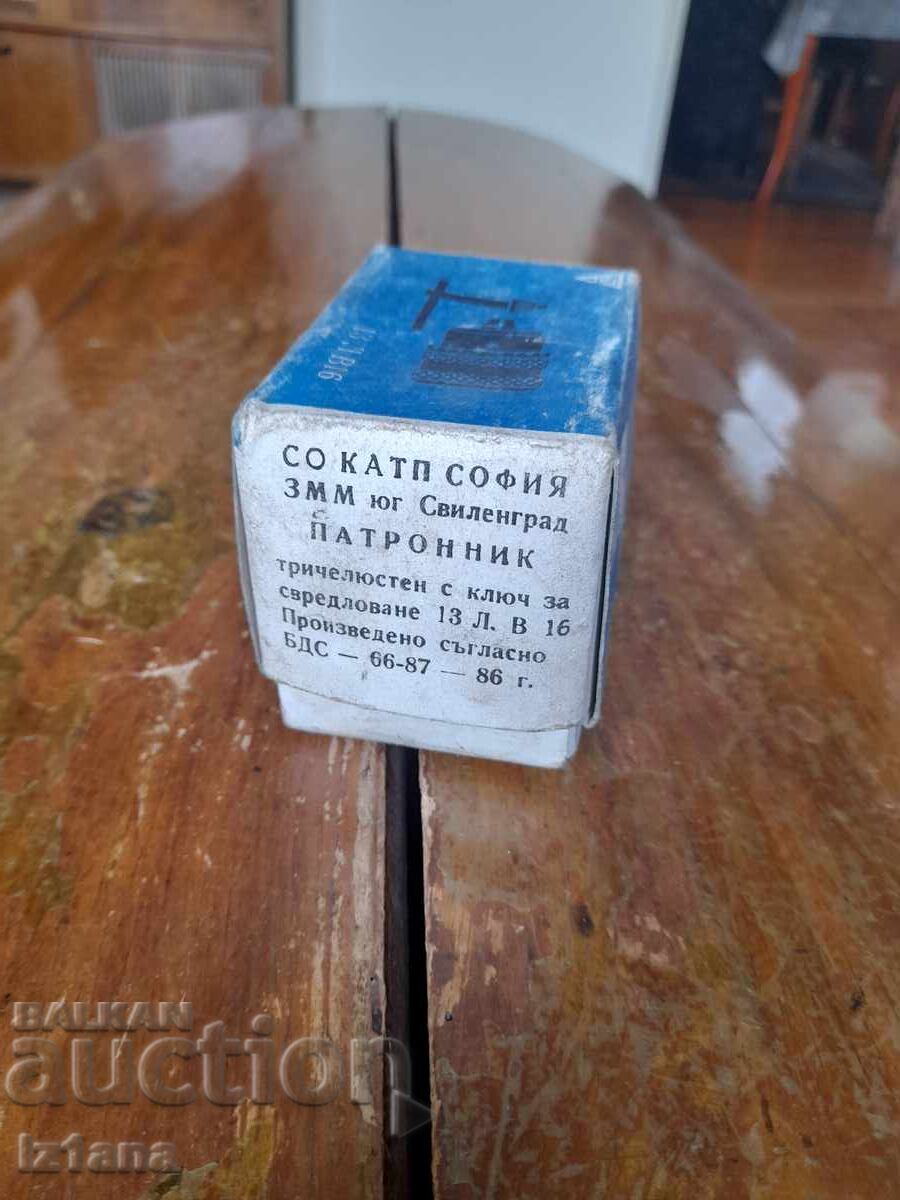 В.1В16
СО КАТП СОФИЯ
ЗММ юг Свиленград
ПАТРОННИК
тричелюстен с ключ за
свредловане 13 Л. В 16
Произведено съгласно
БДС — 66-87 — 86 г.
BALKAN
auction
iz1ana